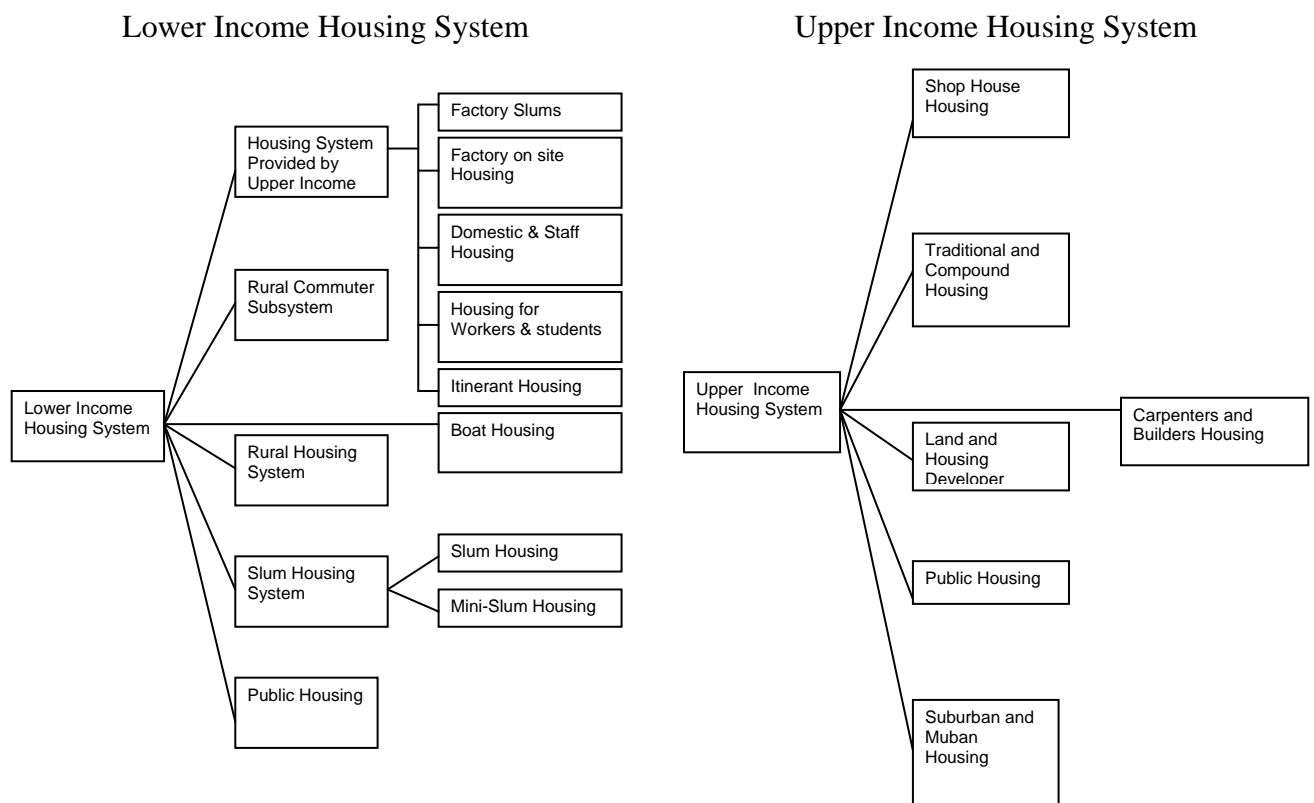 Lower Income Housing System
Factory Slums
Housing System
Provided by
Upper Income
Factory on site
Housing
Domestic & Staff
Housing
Rural Commuter
Subsystem
Housing for
Workers & students
Itinerant Housing
Lower Income
Housing System
Boat Housing
Rural Housing
System
Slum Housing
System
Slum Housing
Mini-Slum Housing
Public Housing
Upper Income Housing System
Shop House
Housing
Traditional and
Compound
Housing
Upper Income
Housing System
Carpenters and
Builders Housing
Land and
Housing
Developer
Public Housing
Suburban and
Muban
Housing